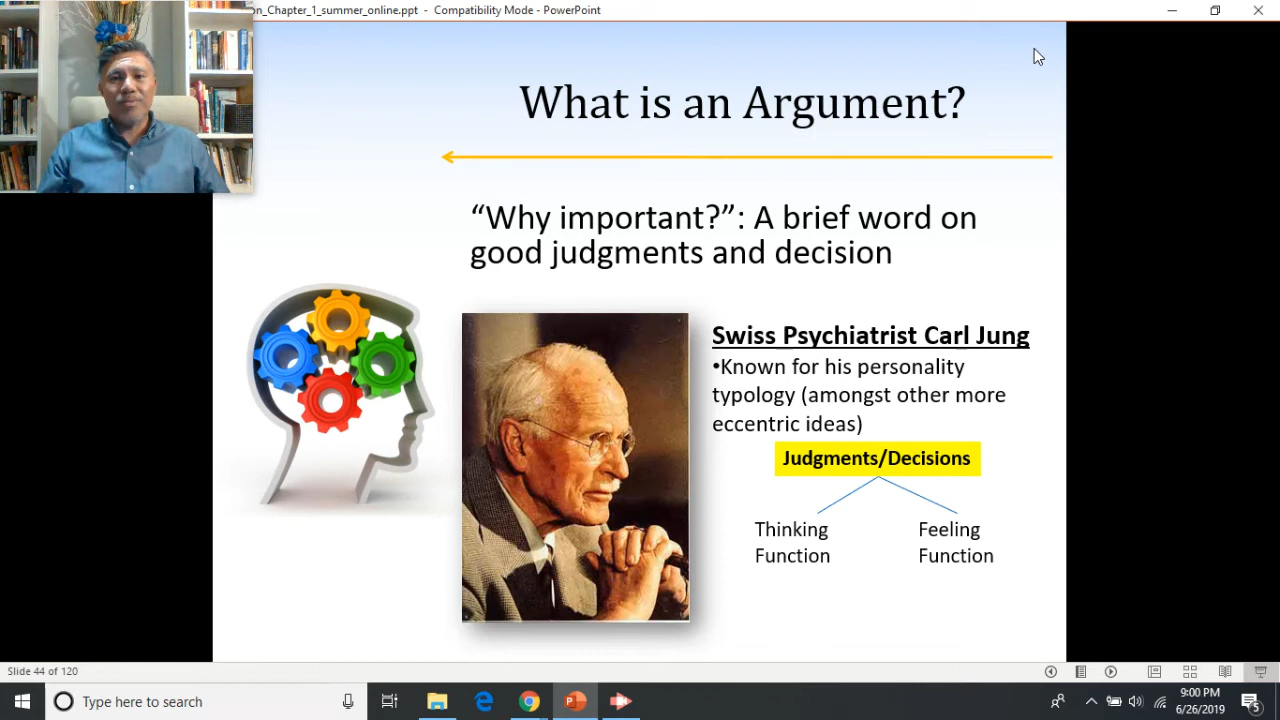 on_Chapter_1_summer_online.ppt - Compatibility Mode - PowerPoint
What is an Argument?
“Why important?”: A brief word on
good judgments and decision
Swiss Psychiatrist Carl Jung
•Known for his personality
typology (amongst other more
eccentric ideas)
Judgments/Decisions
Thinking Feeling
Function Function
Slide 44 of 120
Type here to search
9:00 PM
6/26/2019
5